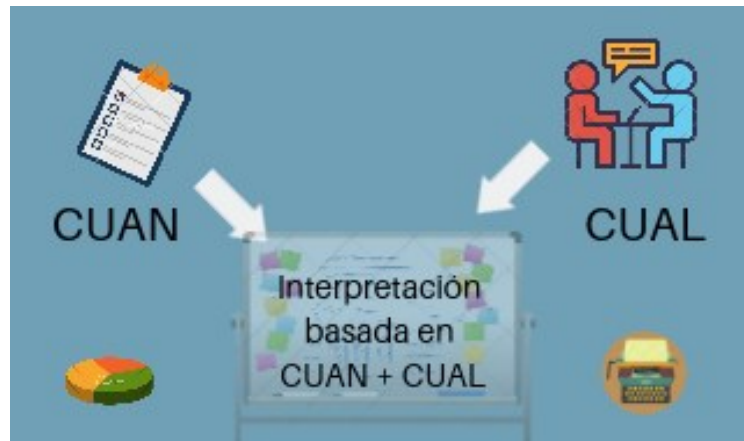 CUAN
CUAL
Interpretación
basada en
CUAN + CUAL